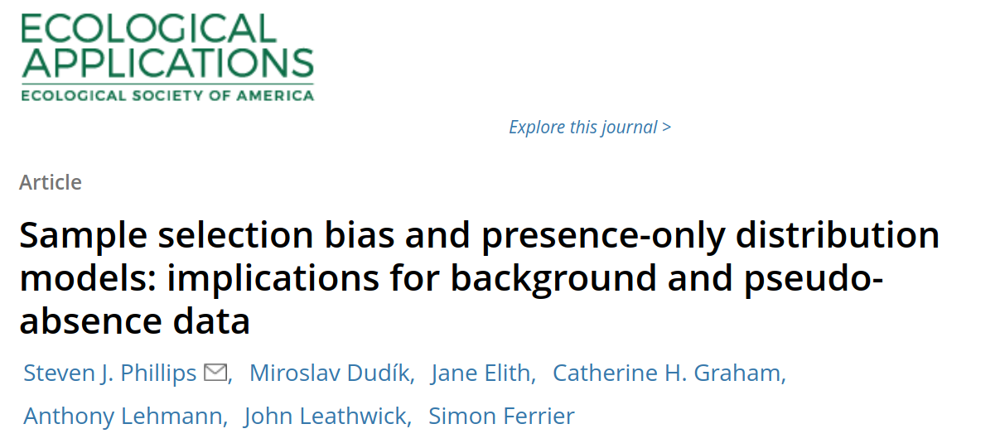 ECOLOGICAL
APPLICATIONS
ECOLOGICAL SOCIETY OF AMERICA
Explore this journal >
Article
Sample selection bias and presence-only distribution
models: implications for background and pseudo-
absence data
Steven J. Phillips, Miroslav Dudík, Jane Elith, Catherine H. Graham,
Anthony Lehmann, John Leathwick, Simon Ferrier